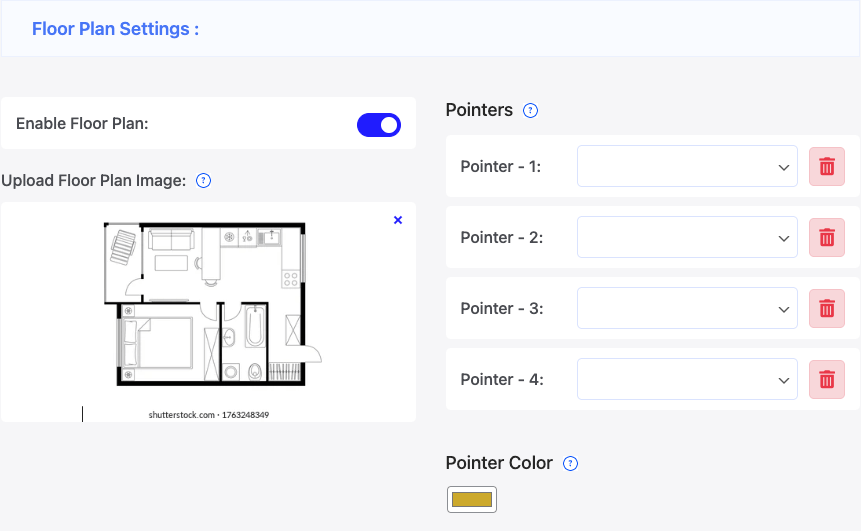 Floor Plan Settings :
Enable Floor Plan:
Upload Floor Plan Image: ?
shutterstock.com · 1763248349
Pointers ?
Pointer - 1:
Pointer - 2:
Pointer - 3:
Pointer - 4:
Pointer Color ?